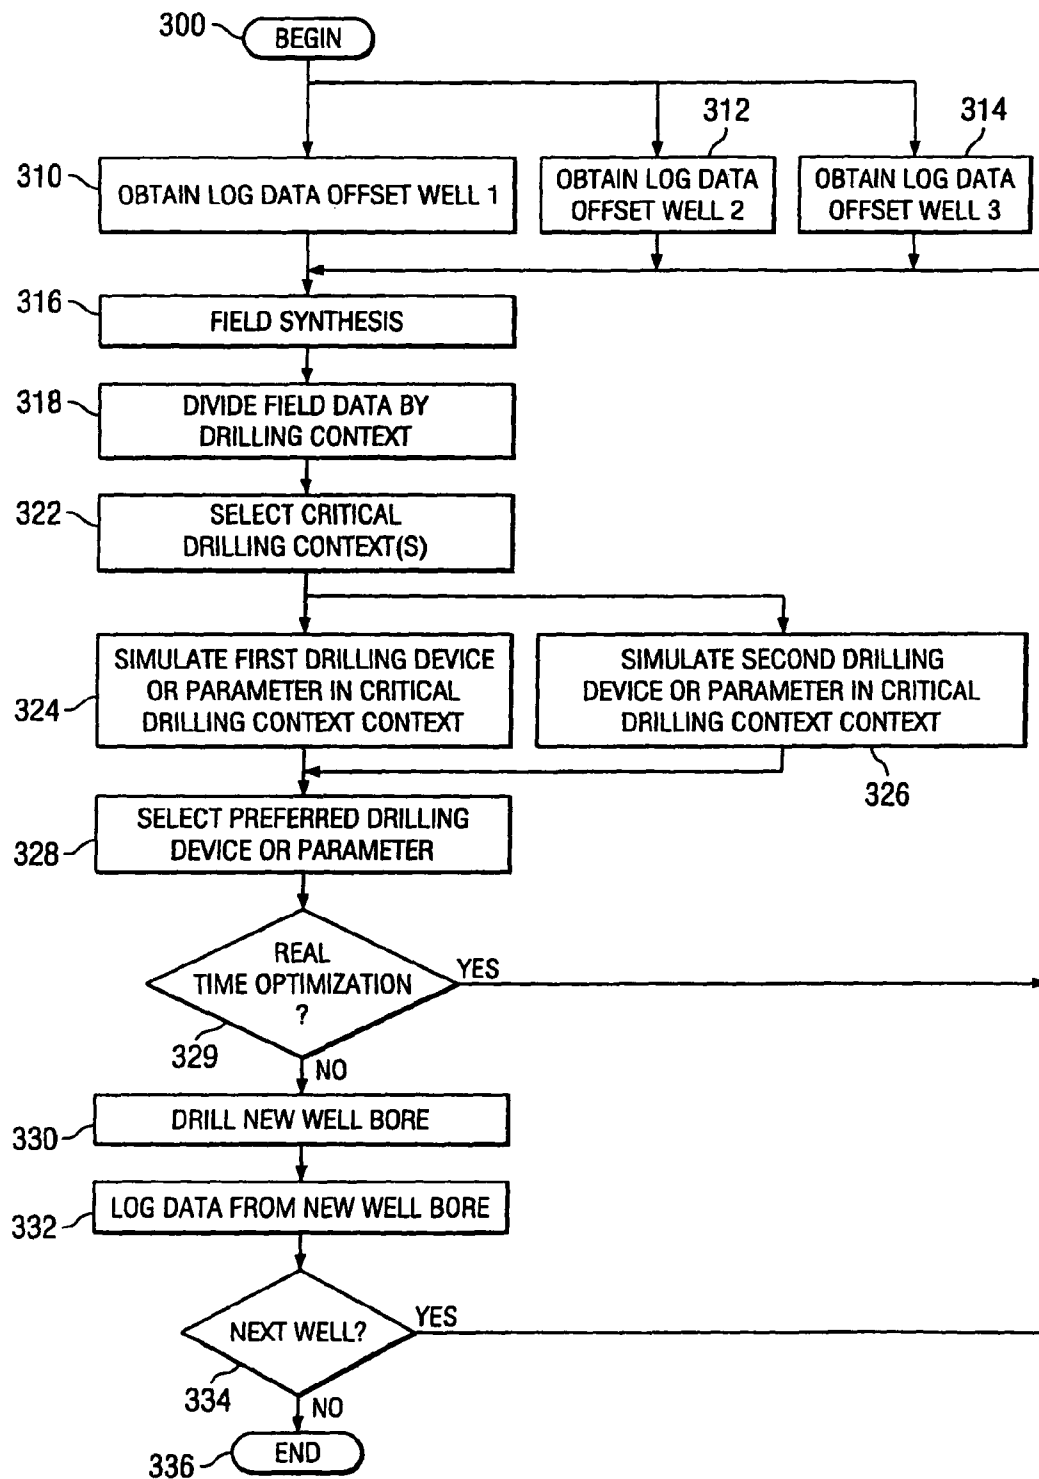 300
BEGIN
312
314
310
OBTAIN LOG DATA OFFSET WELL 1
OBTAIN LOG DATA
OFFSET WELL 2
OBTAIN LOG DATA
OFFSET WELL 3
316
FIELD SYNTHESIS
318
DIVIDE FIELD DATA BY
DRILLING CONTEXT
322
SELECT CRITICAL
DRILLING CONTEXT(S)
324
SIMULATE FIRST DRILLING DEVICE
OR PARAMETER IN CRITICAL
DRILLING CONTEXT CONTEXT
SIMULATE SECOND DRILLING
DEVICE OR PARAMETER IN CRITICAL
DRILLING CONTEXT CONTEXT
326
328
SELECT PREFERRED DRILLING
DEVICE OR PARAMETER
REAL
TIME OPTIMIZATION
?
YES
329
NO
330
DRILL NEW WELL BORE
332
LOG DATA FROM NEW WELL BORE
NEXT WELL?
YES
334
NO
336
END